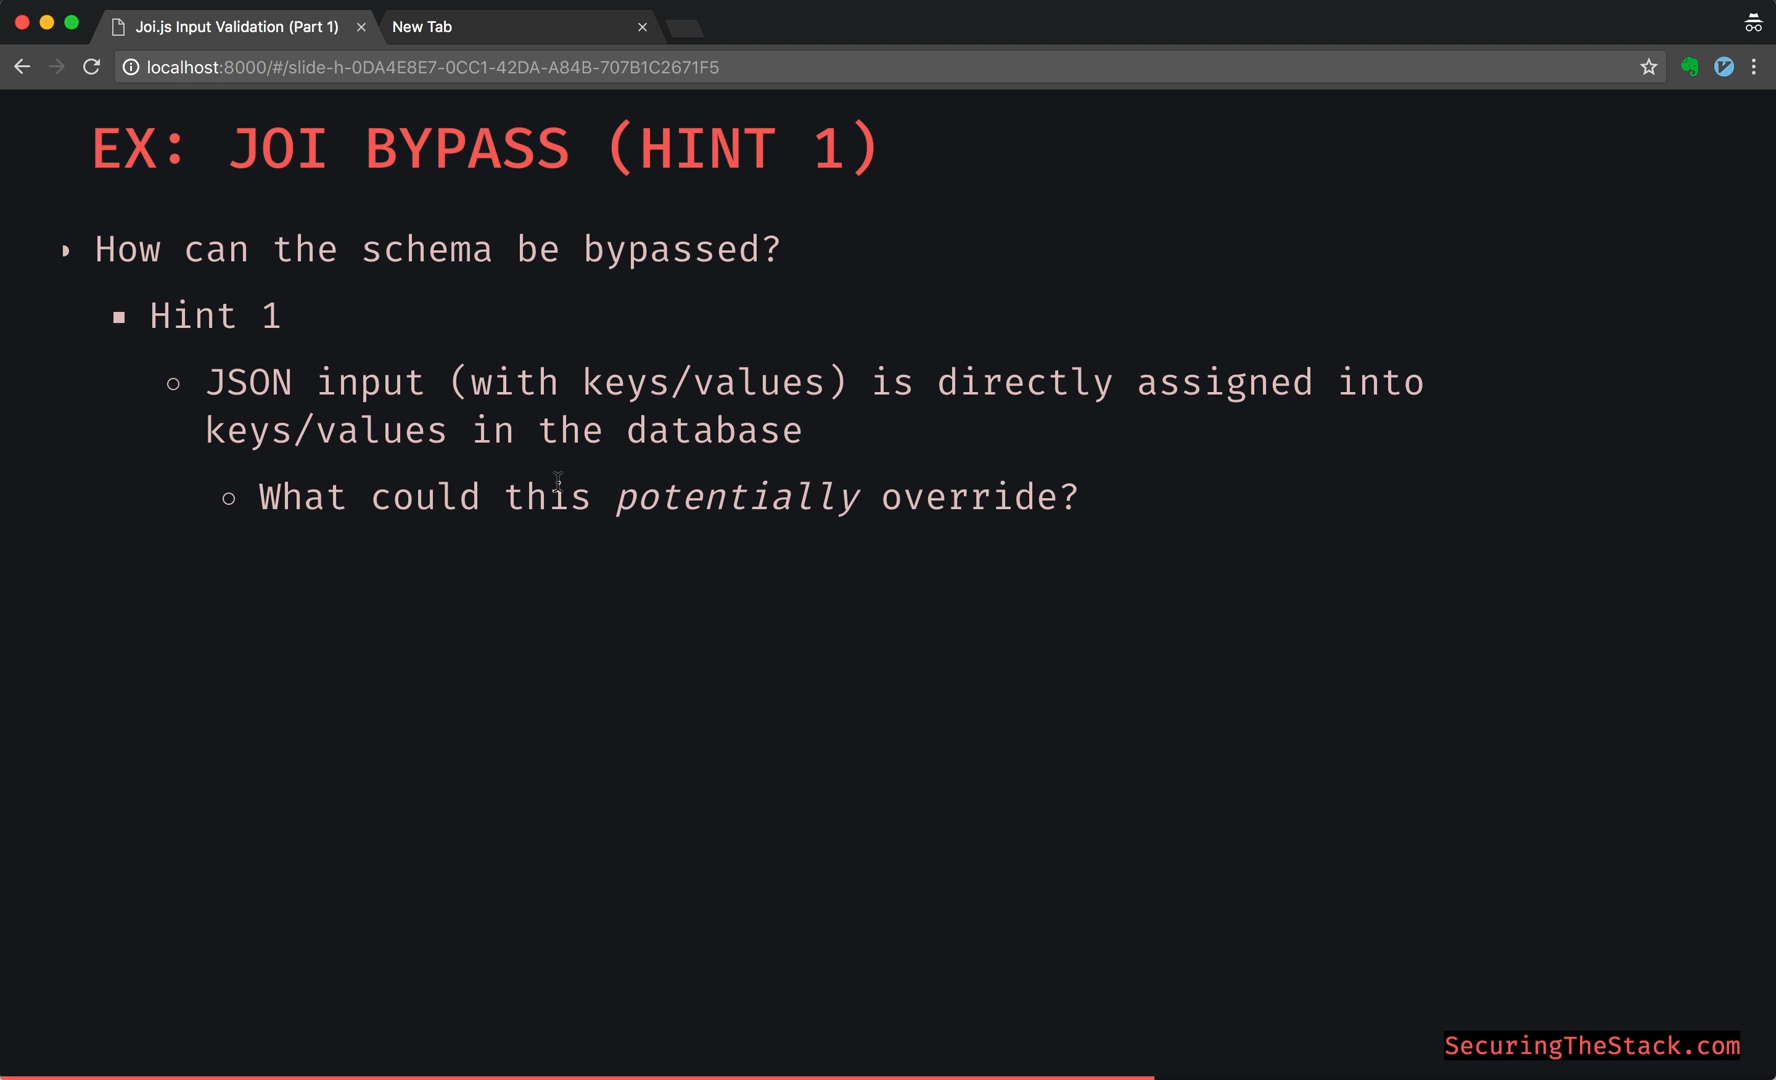 Joi.js Input Validation (Part 1)
New Tab
localhost:8000/#/slide-h-0DA4E8E7-0CC1-42DA-A84B-707B1C2671F5
EX: JOI BYPASS (HINT 1)
How can the schema be bypassed?
Hint 1
JSON input (with keys/values) is directly assigned into
keys/values in the database
What could this potentially override?
SecuringTheStack.com